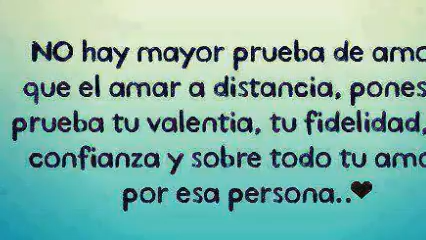 NO hay mayor prueba de amo
que el amar a distancia, pones
prueba tu valentia, tu fidelidad,
confianza y sobre todo tu amo
por esa persona..❤